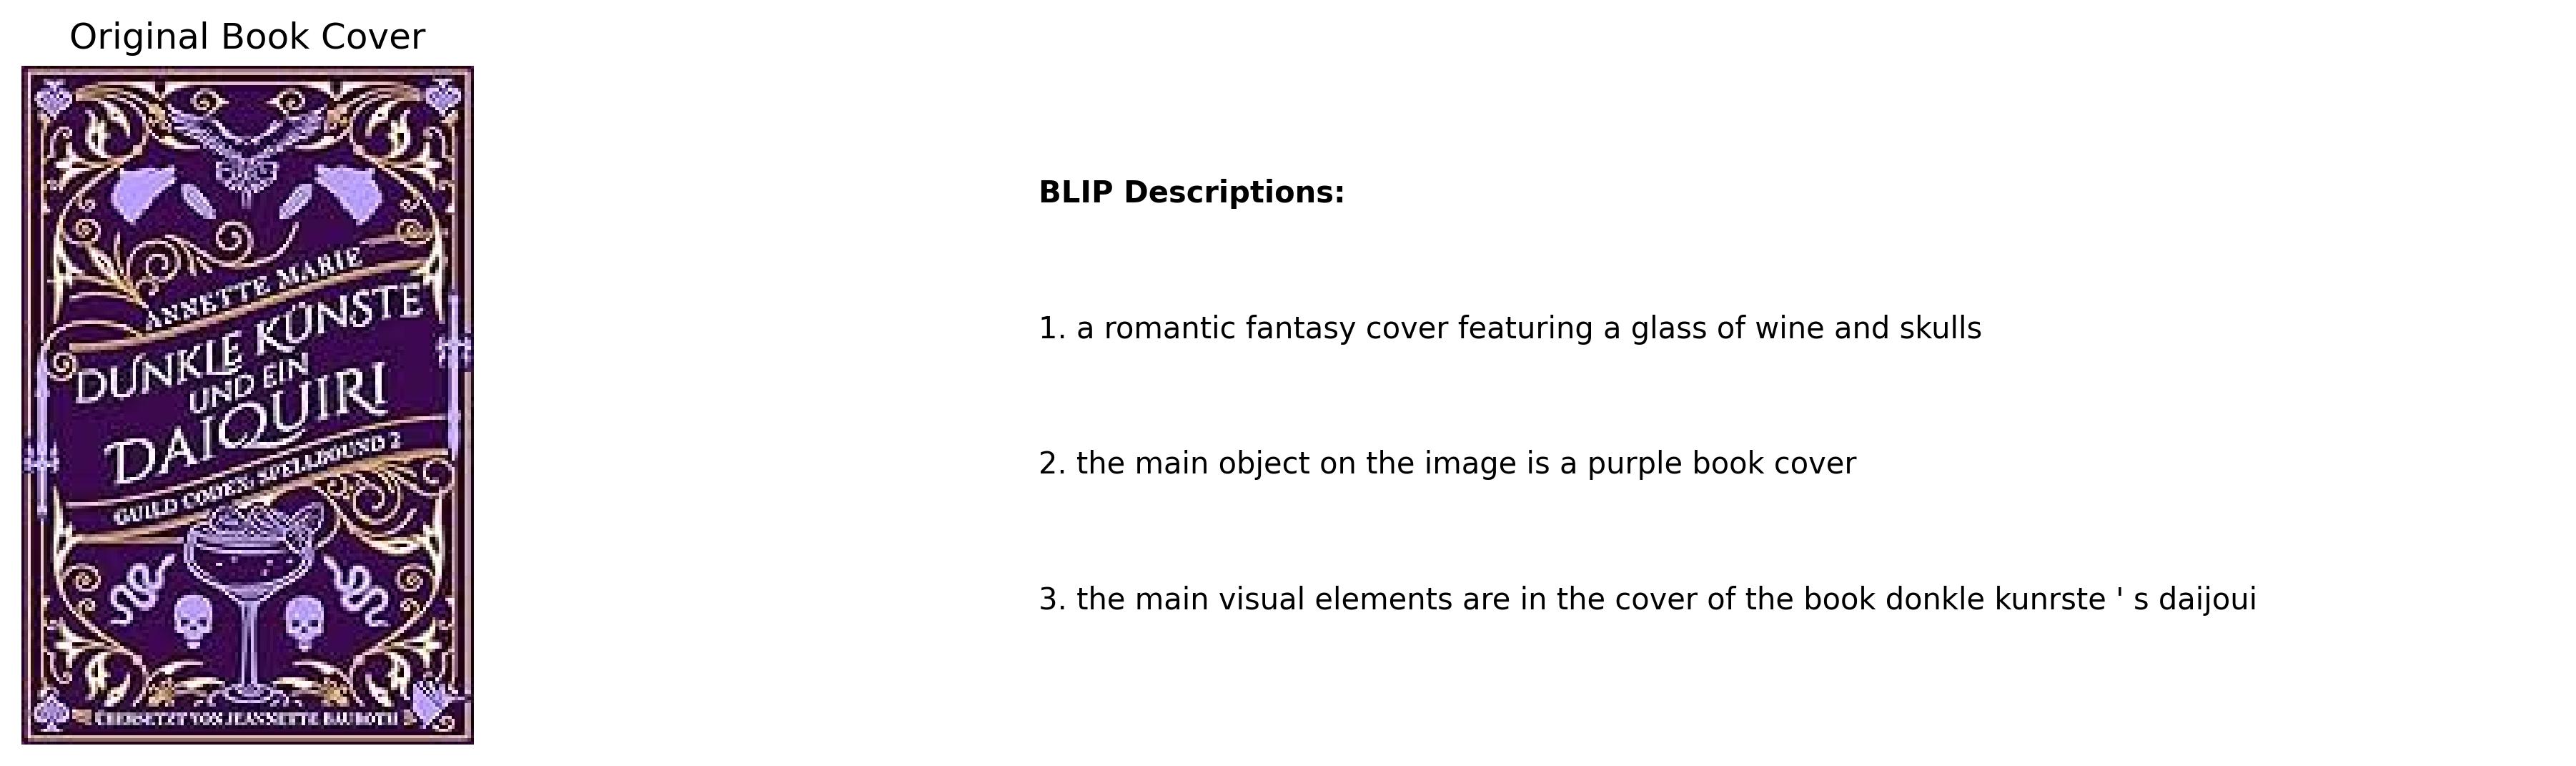 Original Book Cover
ANNETTE MARIE
DUNKLE KÜNSTE
UND EIN
DAIQUIRI
GUILD CODEX: SPELLBOUND 2
ÜBERSETZT VON JEANNETTE BAUROTH
BLIP Descriptions:
1. a romantic fantasy cover featuring a glass of wine and skulls
2. the main object on the image is a purple book cover
3. the main visual elements are in the cover of the book donkle kunrste ' s daijoui